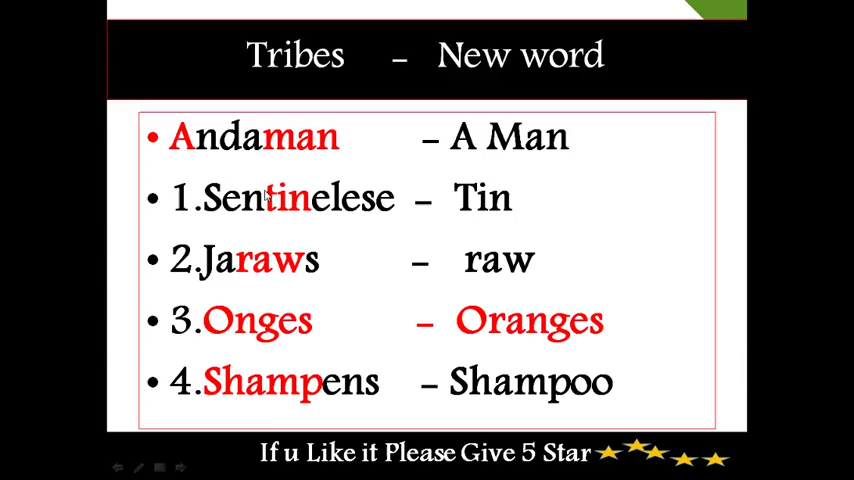 Tribes – New word
• Andaman – A Man
• 1.Sentinelese – Tin
• 2.Jaraws – raw
• 3.Onges – Oranges
• 4.Shampens – Shampoo
If u Like it Please Give 5 Star